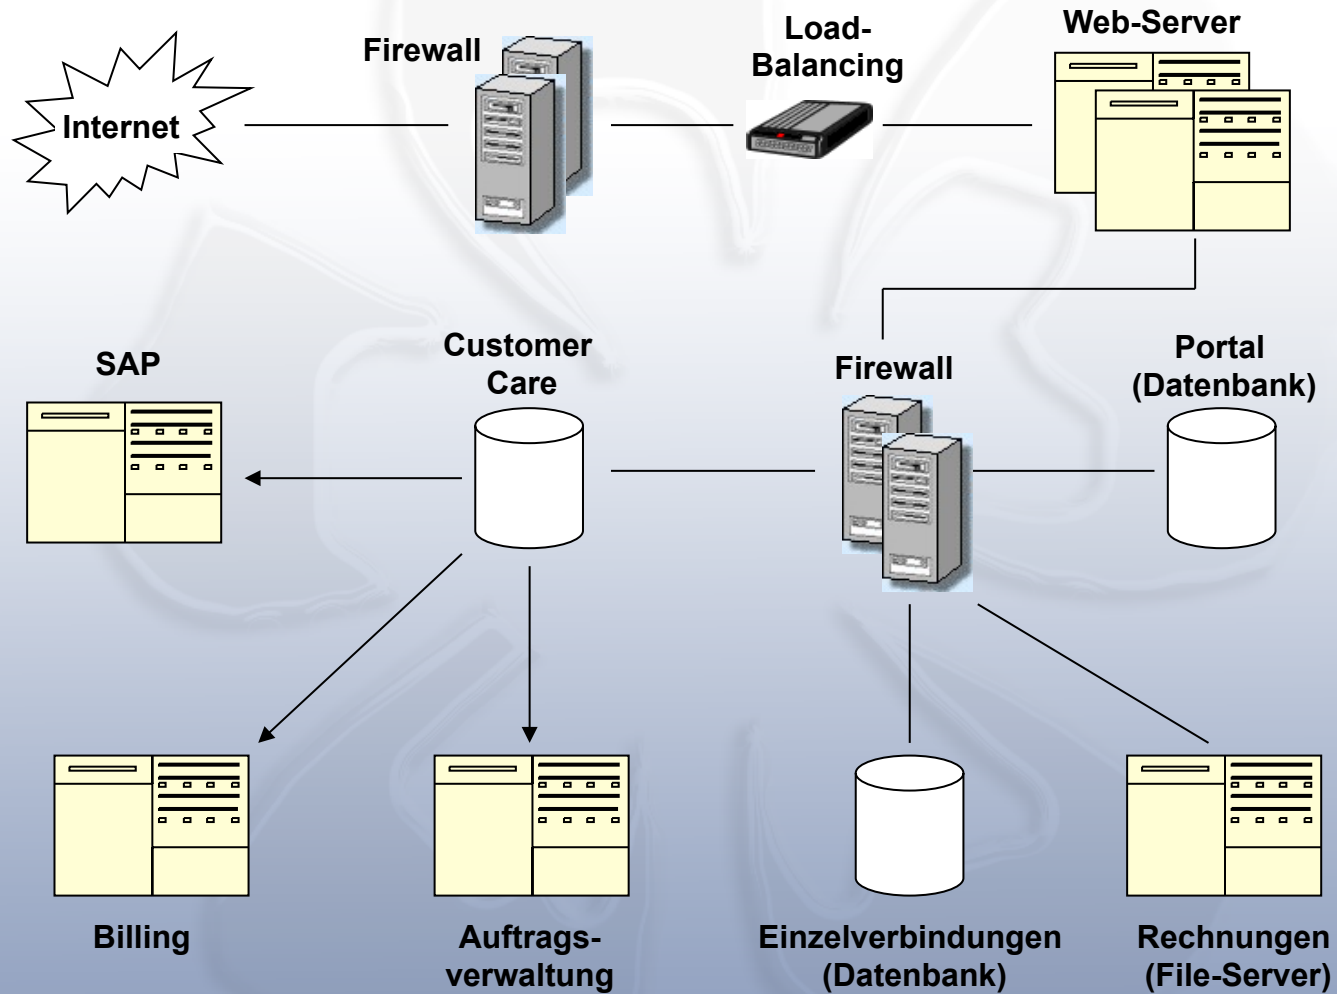 Internet
Firewall
Load-
Balancing
Web-Server
SAP
Customer
Care
Firewall
Portal
(Datenbank)
Billing
Auftrags-
verwaltung
Einzelverbindungen
(Datenbank)
Rechnungen
(File-Server)